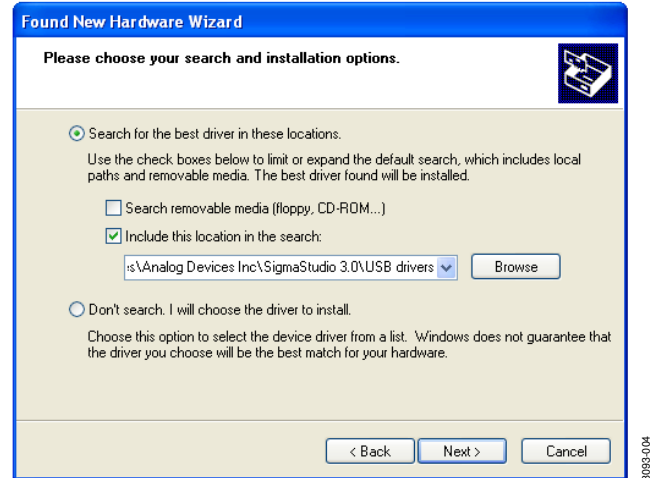 Found New Hardware Wizard
Please choose your search and installation options.
Search for the best driver in these locations.
Use the check boxes below to limit or expand the default search, which includes local
paths and removable media. The best driver found will be installed.
Search removable media (floppy, CD-ROM...)
Include this location in the search:
:s\Analog Devices Inc\SigmaStudio 3.0\USB drivers
Browse
Don't search. I will choose the driver to install.
Choose this option to select the device driver from a list. Windows does not guarantee that
the driver you choose will be the best match for your hardware.
< Back
Next >
Cancel